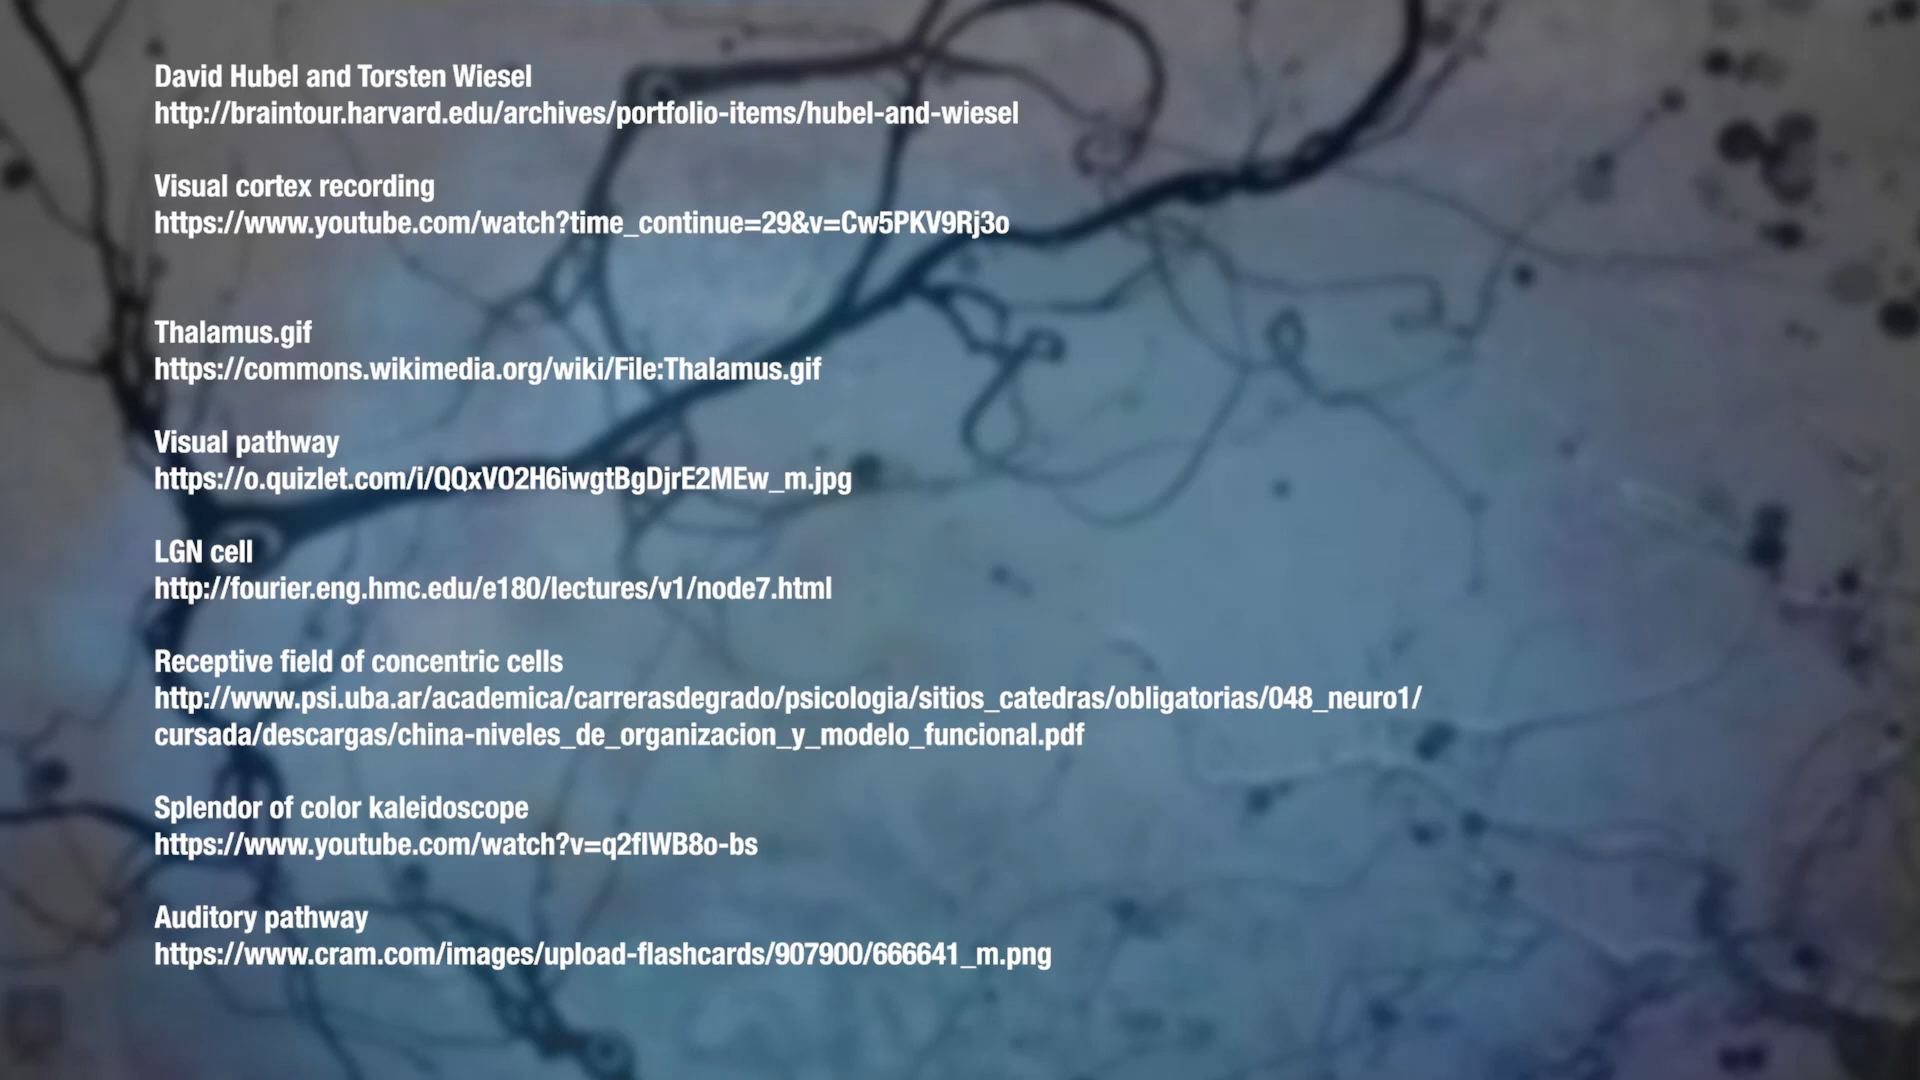 David Hubel and Torsten Wiesel
http://braintour.harvard.edu/archives/portfolio-items/hubel-and-wiesel
Visual cortex recording
https://www.youtube.com/watch?time_continue=29&v=Cw5PKV9Rj3o
Thalamus.gif
https://commons.wikimedia.org/wiki/File:Thalamus.gif
Visual pathway
https://o.quizlet.com/i/QQxVO2H6iwgtBgDjrE2MEw_m.jpg
LGN cell
http://fourier.eng.hmc.edu/e180/lectures/v1/node7.html
Receptive field of concentric cells
http://www.psi.uba.ar/academica/carrerasdegrado/psicologia/sitios_catedras/obligatorias/048_neuro1/
cursada/descargas/china-niveles_de_organizacion_y_modelo_funcional.pdf
Splendor of color kaleidoscope
https://www.youtube.com/watch?v=q2fIWB8o-bs
Auditory pathway
https://www.cram.com/images/upload-flashcards/907900/666641_m.png